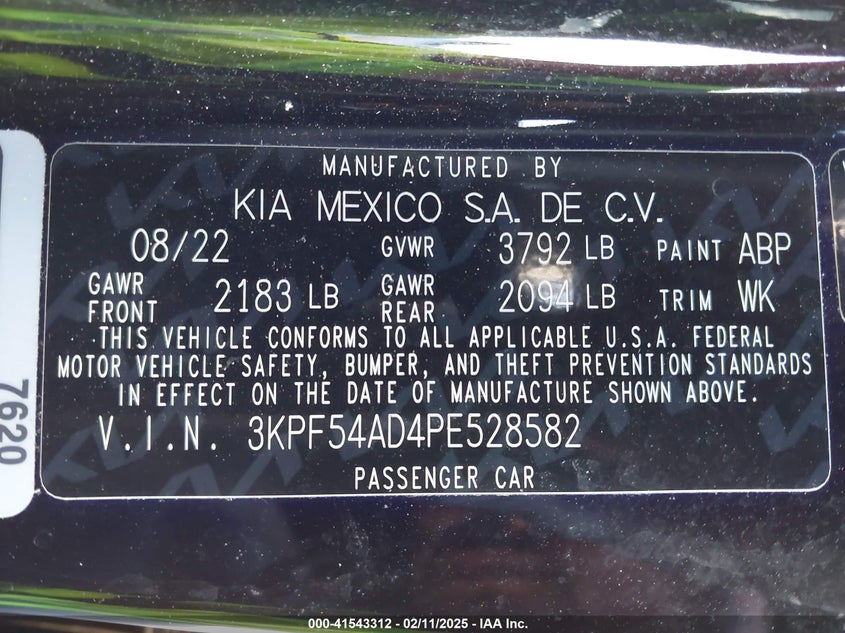 MANUFACTURED BY
KIA MEXICO S.A. DE C.V.
08/22 GVWR 3792 LB PAINT ABP
GAWR FRONT 2183 LB GAWR REAR 2094 LB TRIM WK
THIS VEHICLE CONFORMS TO ALL APPLICABLE U.S.A. FEDERAL
MOTOR VEHICLE SAFETY, BUMPER, AND THEFT PREVENTION STANDARDS
IN EFFECT ON THE DATE OF MANUFACTURE SHOWN ABOVE.
V.I.N. 3KPF54AD4PE528582
PASSENGER CAR
7620
000-41543312 - 02/11/2025 - IAA Inc.